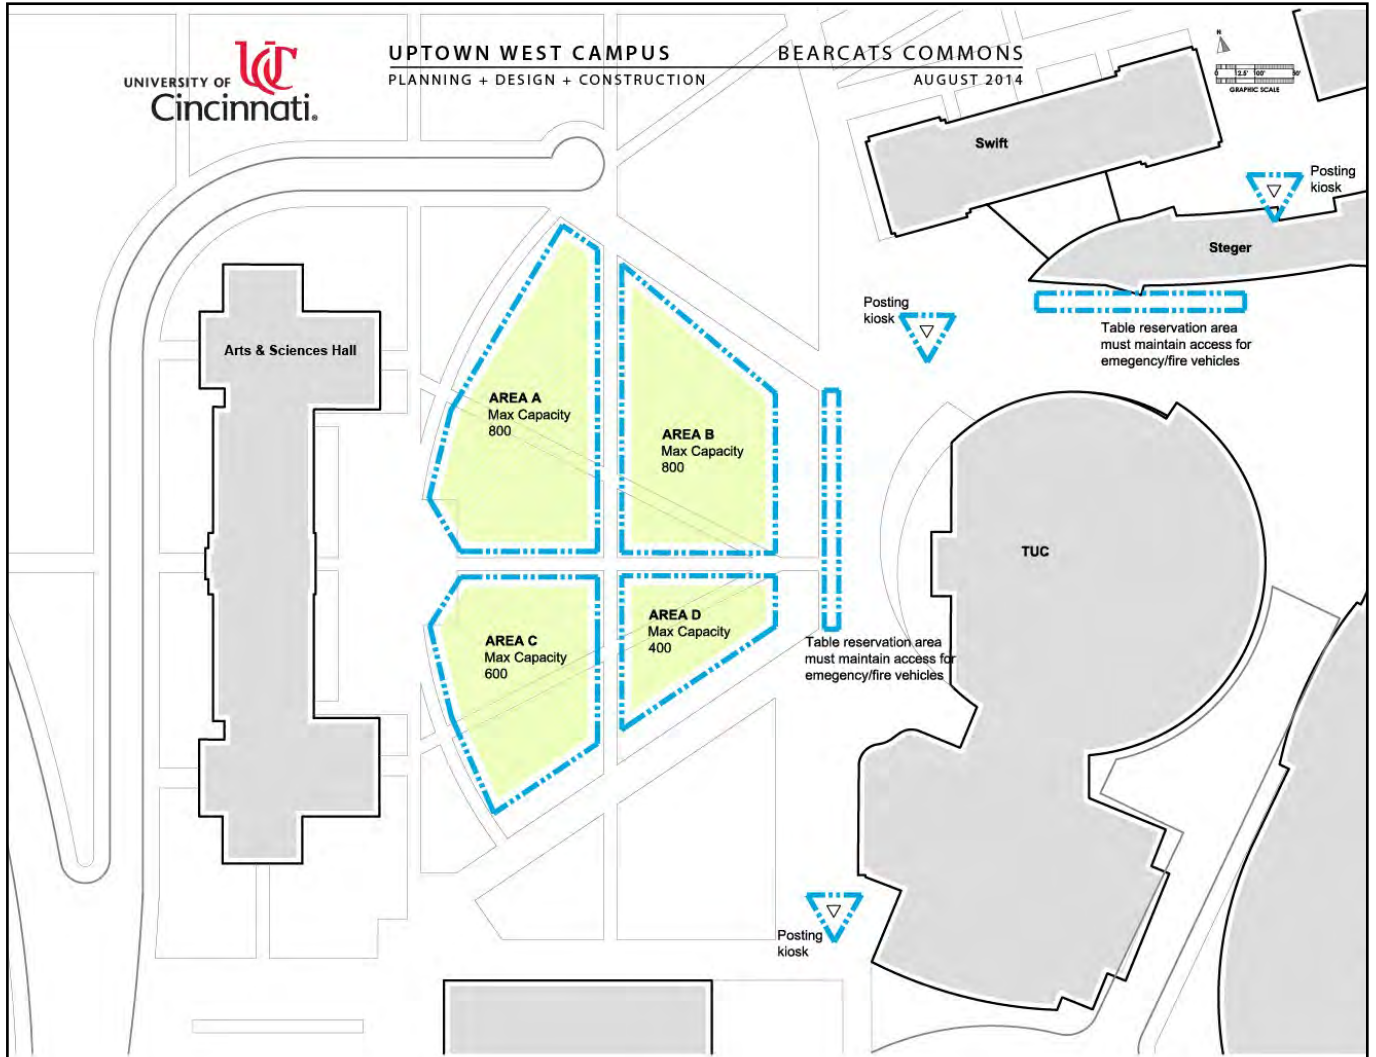 UNIVERSITY OF
Cincinnati®
UPTOWN WEST CAMPUS
BEARCATS COMMONS
PLANNING + DESIGN + CONSTRUCTION
AUGUST 2014
N
GRAPHIC SCALE
Swift
Posting
kiosk
Steger
Posting
kiosk
Table reservation area
must maintain access for
emegency/fire vehicles
Arts & Sciences Hall
AREA A
Max Capacity
800
AREA B
Max Capacity
800
TUC
AREA C
Max Capacity
600
AREA D
Max Capacity
400
Table reservation area
must maintain access for
emegency/fire vehicles
Posting
kiosk